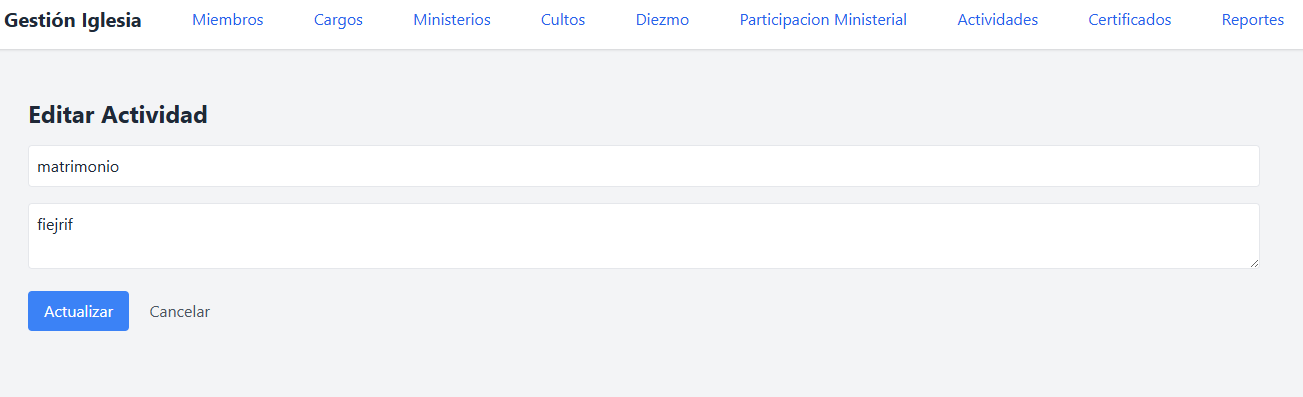 Gestión Iglesia Miembros Cargos Ministerios Cultos Diezmo Participacion Ministerial Actividades Certificados Reportes
Editar Actividad
matrimonio
fiejrif
Actualizar Cancelar